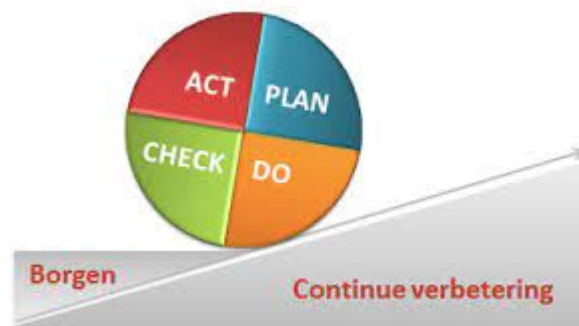 ACT
PLAN
CHECK
DO
Borgen
Continue verbetering